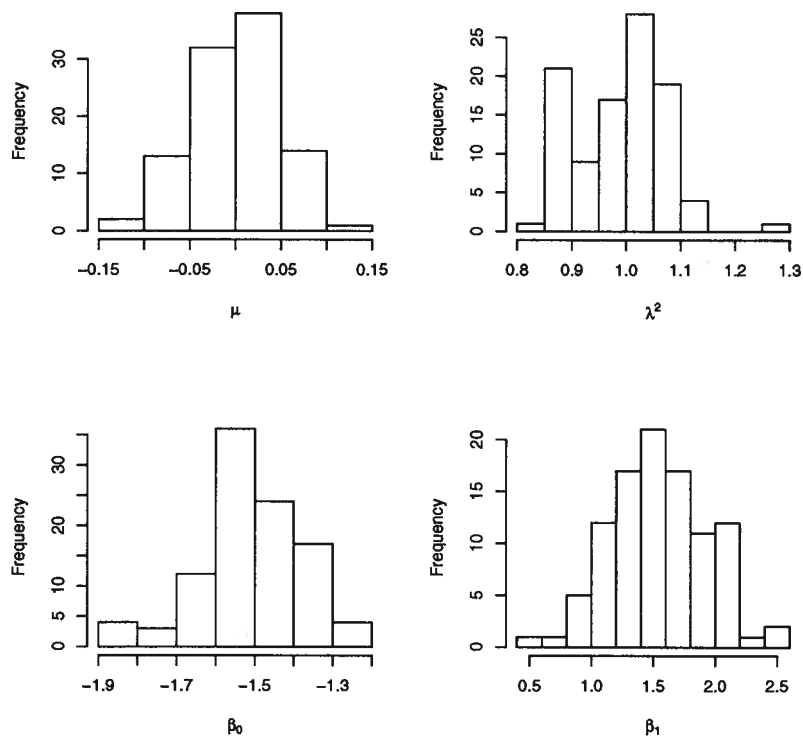 Frequency
0 10 20 30
-0.15 -0.05 0.05 0.15
μ
Frequency
0 5 10 15 20 25
0.8 0.9 1.0 1.1 1.2 1.3
λ²
Frequency
0 5 10 20 30
-1.9 -1.7 -1.5 -1.3
β₀
Frequency
0 5 10 15 20
0.5 1.0 1.5 2.0 2.5
β₁